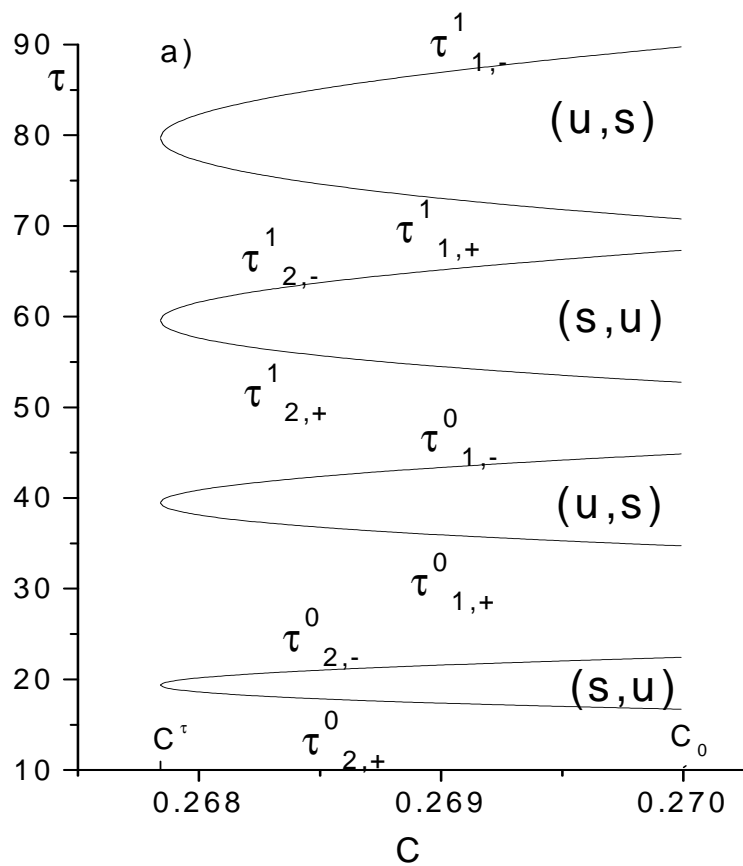 90
a)
τ¹₁,₋
τ
(u,s)
80
70
τ¹₁,₊
τ¹₂,₋
(s,u)
60
50
τ¹₂,₊
τ⁰₁,₋
40
(u,s)
30
τ⁰₁,₊
τ⁰₂,₋
20
(s,u)
C^τ
τ⁰₂,₊
C₀
10
0.268 0.269 0.270
C